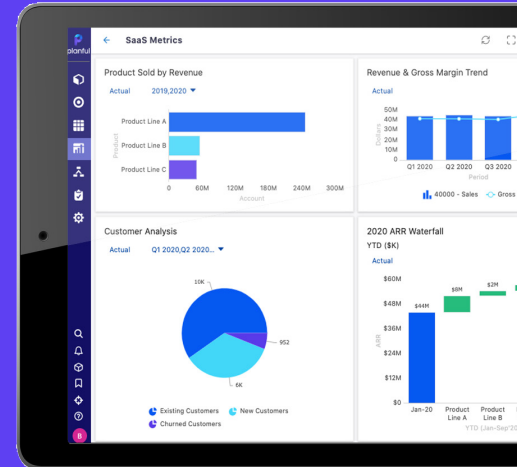 planful
SaaS Metrics
Product Sold by Revenue
Actual 2019,2020
Product
Product Line A
Product Line B
Product Line C
0 60M 120M 180M 240M 300M
Account
Revenue & Gross Margin Trend
Actual
Dollars
50M
40M
30M
20M
10M
0
Q1 2020 Q2 2020 Q3 2020
Period
40000 - Sales Gross
Customer Analysis
Actual Q1 2020,Q2 2020...
10K
952
6K
Existing Customers New Customers
Churned Customers
2020 ARR Waterfall
YTD ($K)
Actual
ARR
$60M
$48M
$36M
$24M
$12M
$0
$44M
$8M
$2M
Jan-20 Product Product
Line A Line B
YTD (Jan-Sep'20
B